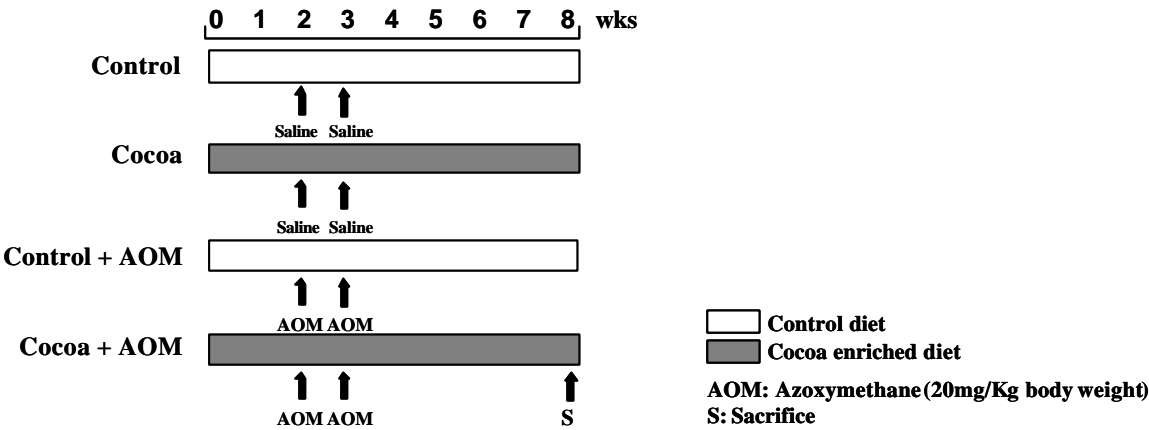 0 1 2 3 4 5 6 7 8 wks
Control
Saline Saline
Cocoa
Saline Saline
Control + AOM
AOM AOM
Cocoa + AOM
AOM AOM S
Control diet
Cocoa enriched diet
AOM: Azoxymethane (20mg/Kg body weight)
S: Sacrifice